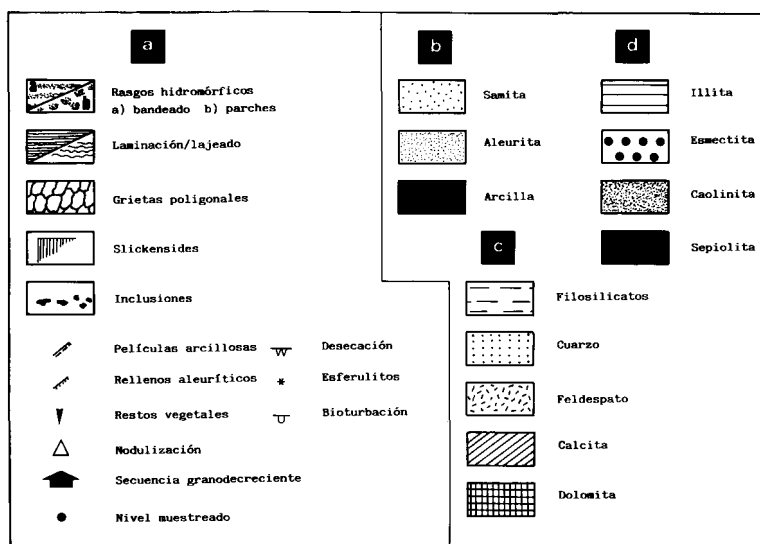 a
Rasgos hidromórficos
a) bandeado b) parches
Laminación/lajeado
Grietas poligonales
Slickensides
Inclusiones
Películas arcillosas
Desecación
Rellenos aleuríticos
Esferulitos
Restos vegetales
Bioturbación
Nodulización
Secuencia granodecreciente
Nivel muestreado
b
Samita
Aleurita
Arcilla
d
Illita
Esmectita
Caolinita
Sepiolita
c
Filosilicatos
Cuarzo
Feldespato
Calcita
Dolomita